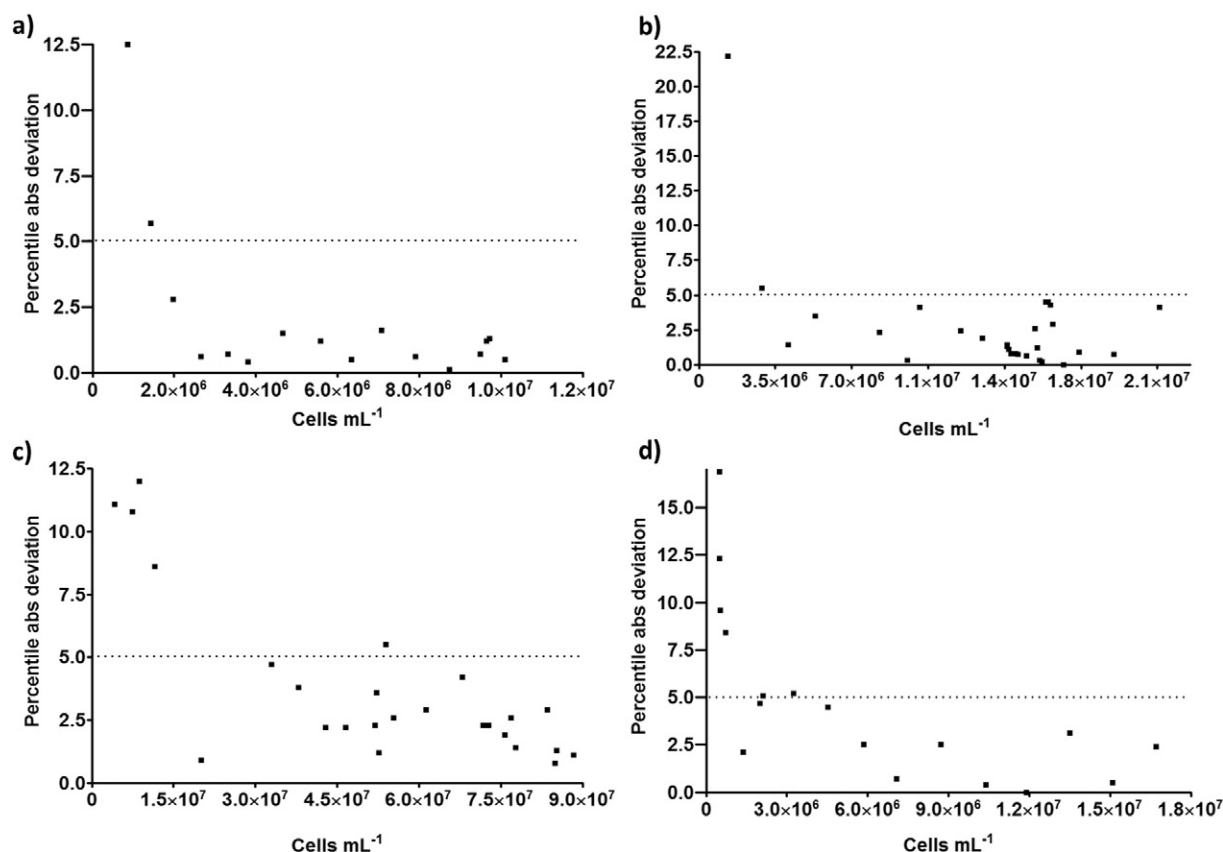 a)
12.5
10.0
7.5
5.0
2.5
0.0
Percentile abs deviation
0 2.0×10⁶ 4.0×10⁶ 6.0×10⁶ 8.0×10⁶ 1.0×10⁷ 1.2×10⁷
Cells mL⁻¹
b)
22.5
20.0
17.5
15.0
12.5
10.0
7.5
5.0
2.5
0.0
Percentile abs deviation
0 3.5×10⁶ 7.0×10⁶ 1.1×10⁷ 1.4×10⁷ 1.8×10⁷ 2.1×10⁷
Cells mL⁻¹
c)
12.5
10.0
7.5
5.0
2.5
0.0
Percentile abs deviation
0 1.5×10⁷ 3.0×10⁷ 4.5×10⁷ 6.0×10⁷ 7.5×10⁷ 9.0×10⁷
Cells mL⁻¹
d)
15.0
12.5
10.0
7.5
5.0
2.5
0.0
Percentile abs deviation
0 3.0×10⁶ 6.0×10⁶ 9.0×10⁶ 1.2×10⁷ 1.5×10⁷ 1.8×10⁷
Cells mL⁻¹